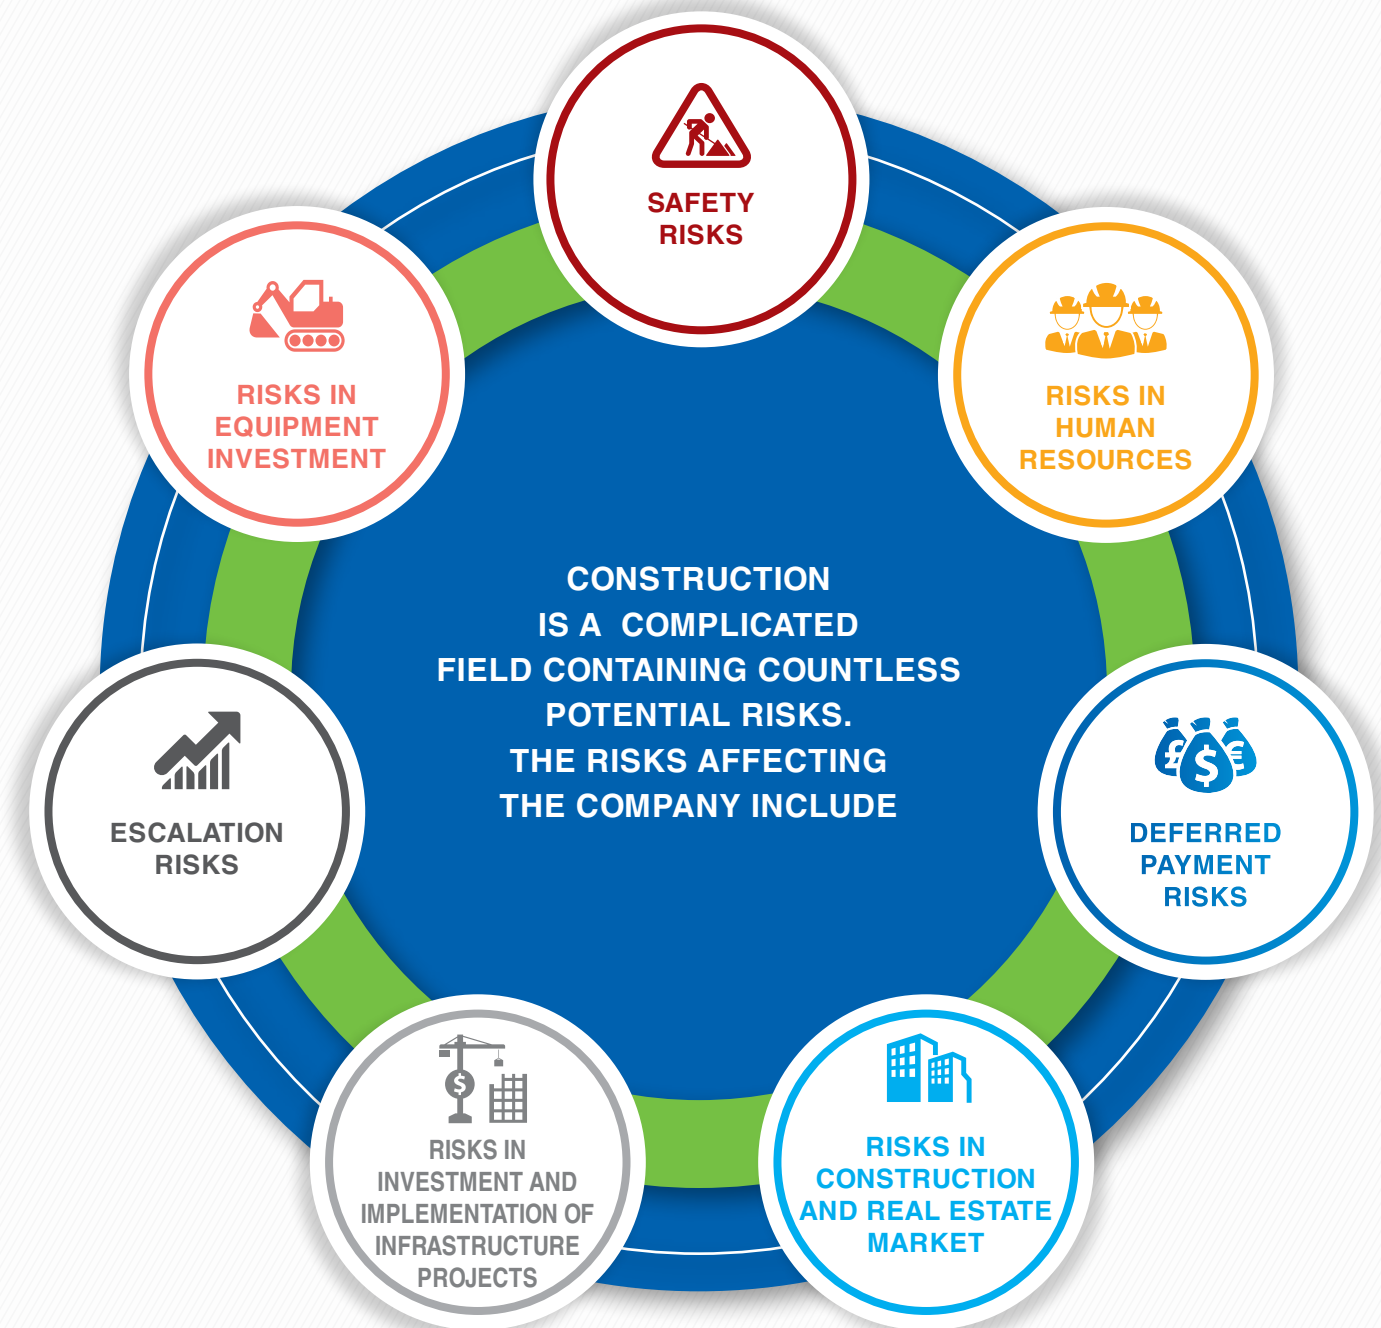 SAFETY
RISKS
RISKS IN
EQUIPMENT
INVESTMENT
RISKS IN
HUMAN
RESOURCES
CONSTRUCTION
IS A COMPLICATED
FIELD CONTAINING COUNTLESS
POTENTIAL RISKS.
THE RISKS AFFECTING
THE COMPANY INCLUDE
ESCALATION
RISKS
£ $ €
DEFERRED
PAYMENT
RISKS
$
RISKS IN
INVESTMENT AND
IMPLEMENTATION OF
INFRASTRUCTURE
PROJECTS
RISKS IN
CONSTRUCTION
AND REAL ESTATE
MARKET